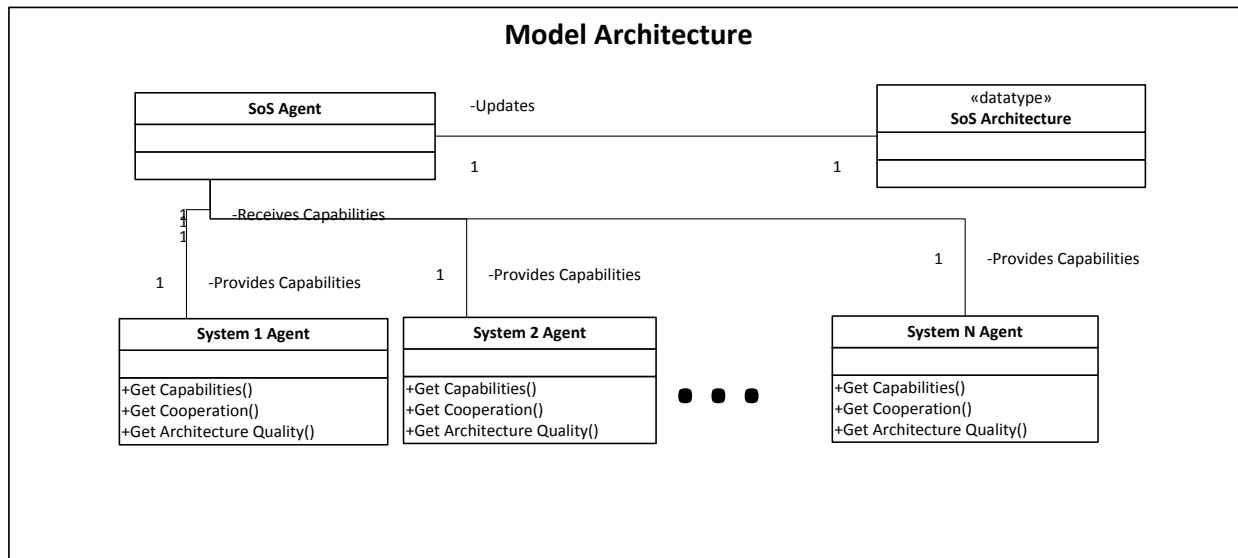 Model Architecture
SoS Agent
-Updates
«datatype»
SoS Architecture
1
1
1
1
1
-Receives Capabilities
1
-Provides Capabilities
1
-Provides Capabilities
1
-Provides Capabilities
System 1 Agent
+Get Capabilities()
+Get Cooperation()
+Get Architecture Quality()
System 2 Agent
+Get Capabilities()
+Get Cooperation()
+Get Architecture Quality()
System N Agent
+Get Capabilities()
+Get Cooperation()
+Get Architecture Quality()